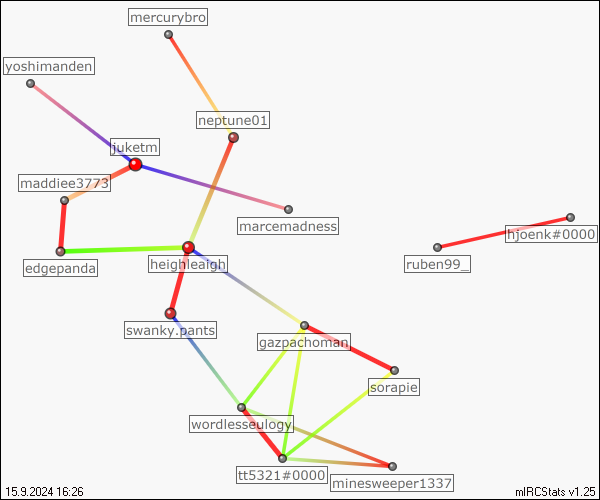 mercurybro
yoshimanden
neptune01
juketm
maddiee3773
marcemadness
hjoenk#0000
edgepanda
heighleaigh
ruben99_
swanky.pants
gazpachoman
sorapie
wordlesseulogy
tt5321#0000
minesweeper1337
15.9.2024 16:26
mIRCStats v1.25